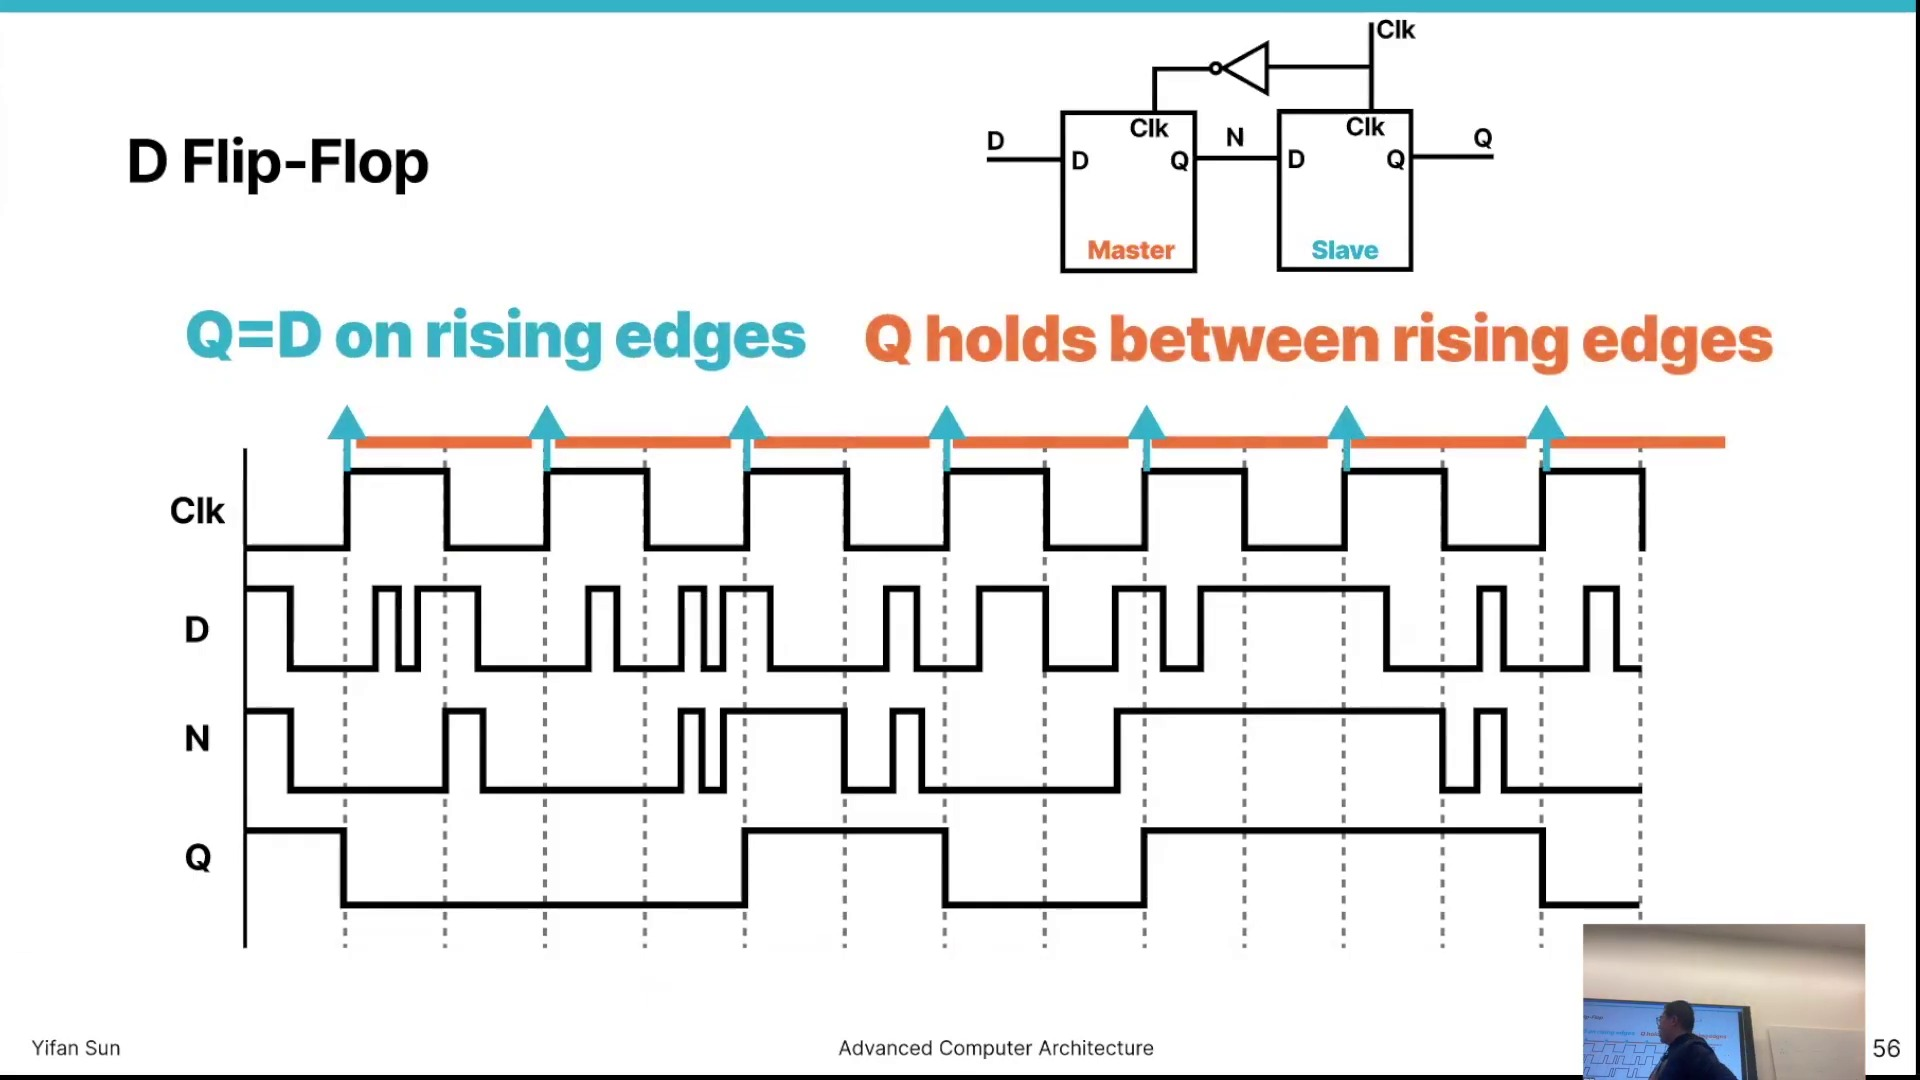 Clk
D Flip-Flop
D
Clk
D
Q
Master
N
Clk
D
Q
Slave
Q
Q=D on rising edges
Q holds between rising edges
Clk
D
N
Q
Yifan Sun
Advanced Computer Architecture
56